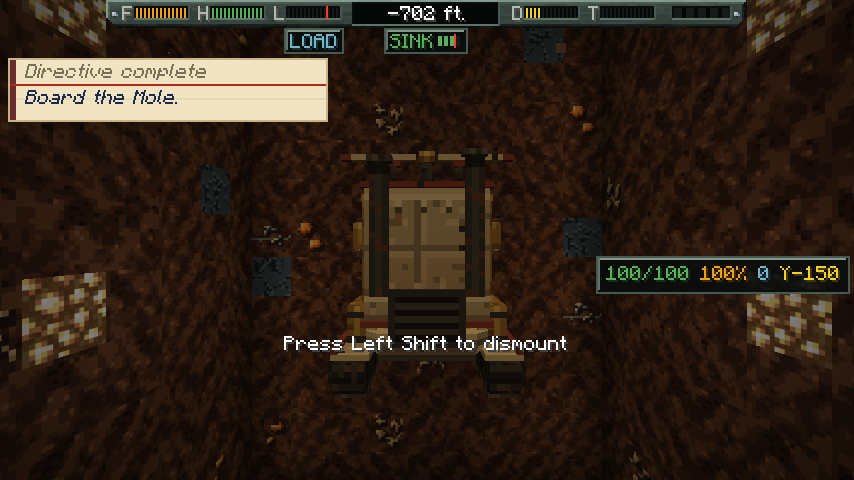 F H L -702 ft. D T
LOAD SINK
Directive complete
Board the Mole.
100/100 100% 0 Y-150
Press Left Shift to dismount